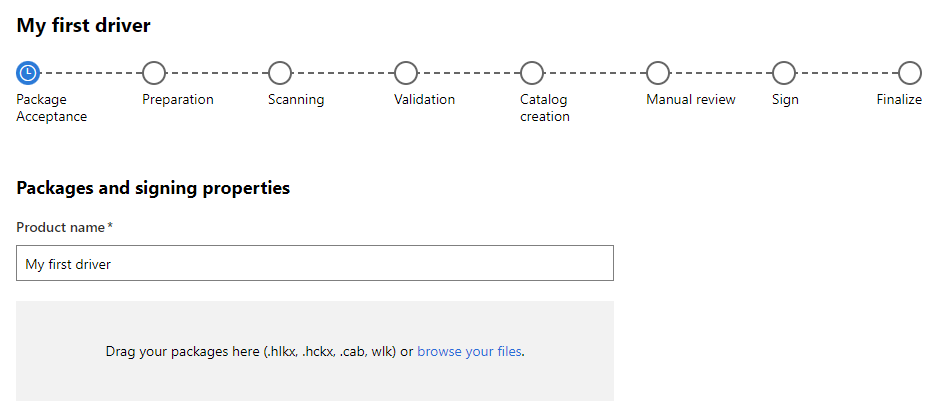 My first driver
Package
Acceptance
Preparation
Scanning
Validation
Catalog
creation
Manual review
Sign
Finalize
Packages and signing properties
Product name*
My first driver
Drag your packages here (.hlkx, .hckx, .cab, wlk) or browse your files.